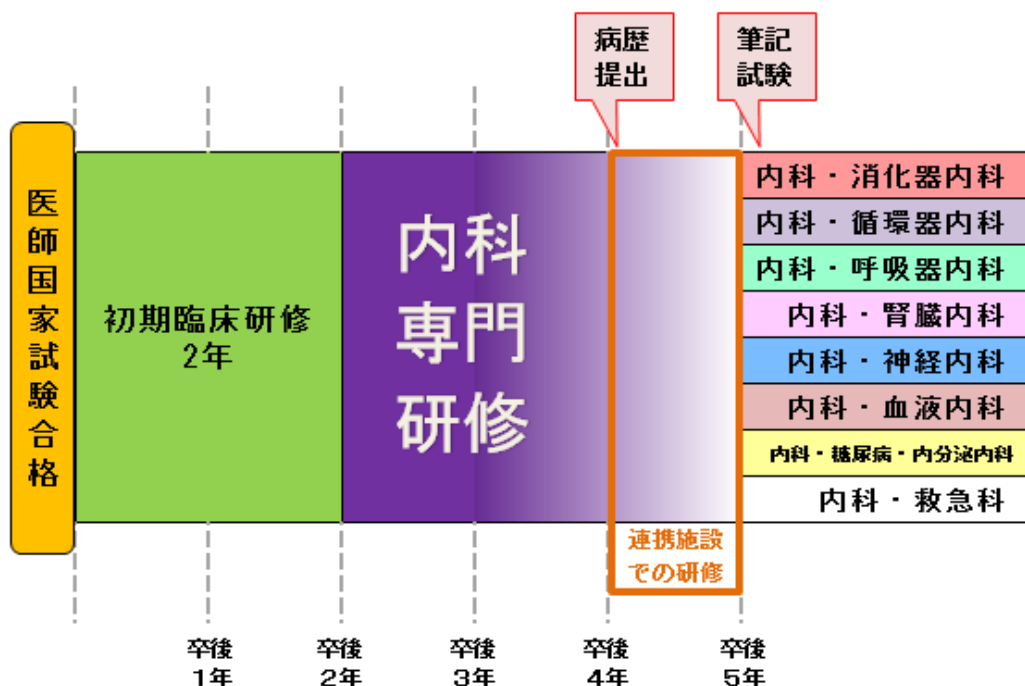 病歴
提出
筆記
試験
医師国家試験合格
初期臨床研修
2年
内科
専門
研修
内科・消化器内科
内科・循環器内科
内科・呼吸器内科
内科・腎臓内科
内科・神経内科
内科・血液内科
内科・糖尿病・内分泌内科
内科・救急科
連携施設
での研修
卒後
1年
卒後
2年
卒後
3年
卒後
4年
卒後
5年